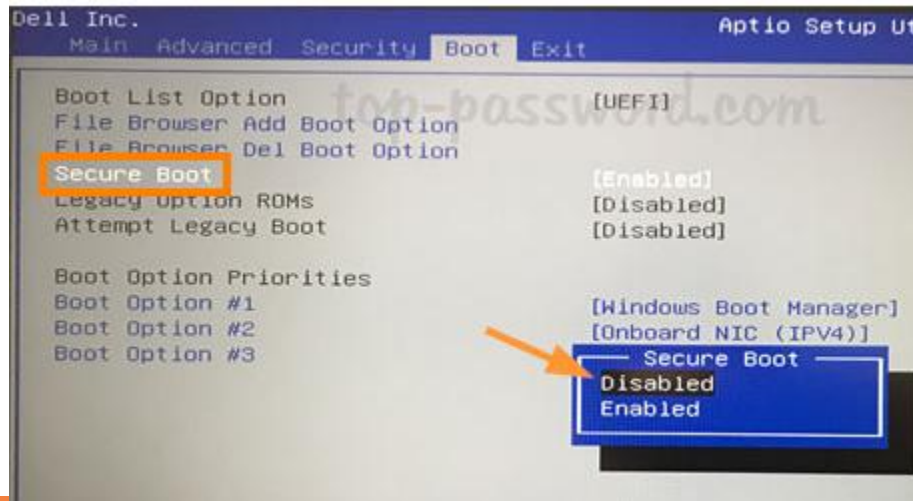 Dell Inc.
Aptio Setup Ut
Main Advanced Security Boot Exit
top-password.com
Boot List Option [UEFI]
File Browser Add Boot Option
File Browser Del Boot Option
Secure Boot [Enabled]
Legacy Option ROMs [Disabled]
Attempt Legacy Boot [Disabled]
Boot Option Priorities
Boot Option #1 [Windows Boot Manager]
Boot Option #2 [Onboard NIC (IPV4)]
Boot Option #3
Secure Boot
Disabled
Enabled